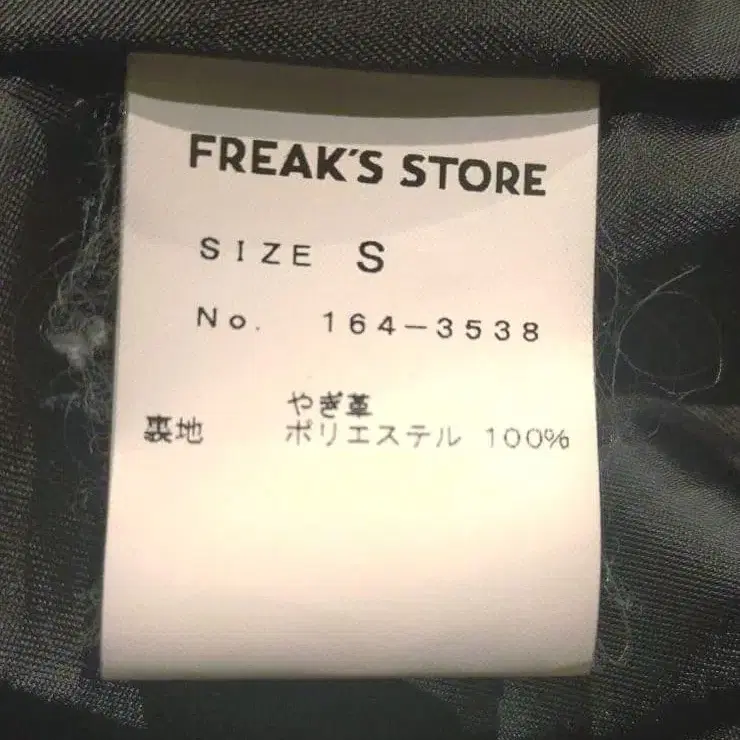 FREAK'S STORE
SIZE S
No. 164-3538
やぎ革
裏地 ポリエステル 100%